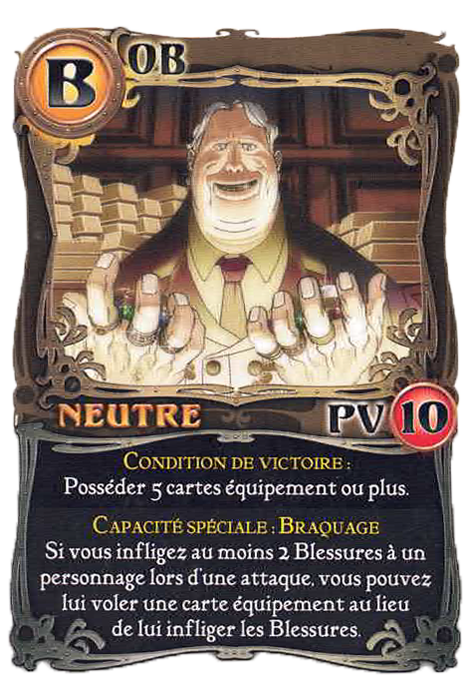 BOB
NEUTRE PV 10
CONDITION DE VICTOIRE :
Posséder 5 cartes équipement ou plus.
CAPACITÉ SPÉCIALE : BRAQUAGE
Si vous infligez au moins 2 Blessures à un
personnage lors d'une attaque, vous pouvez
lui voler une carte équipement au lieu
de lui infliger les Blessures.